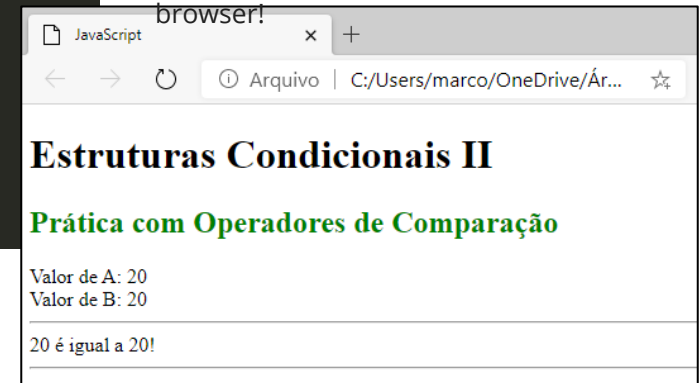 browser!
JavaScript
Arquivo C:/Users/marco/OneDrive/Ár...
Estruturas Condicionais II
Prática com Operadores de Comparação
Valor de A: 20
Valor de B: 20
20 é igual a 20!